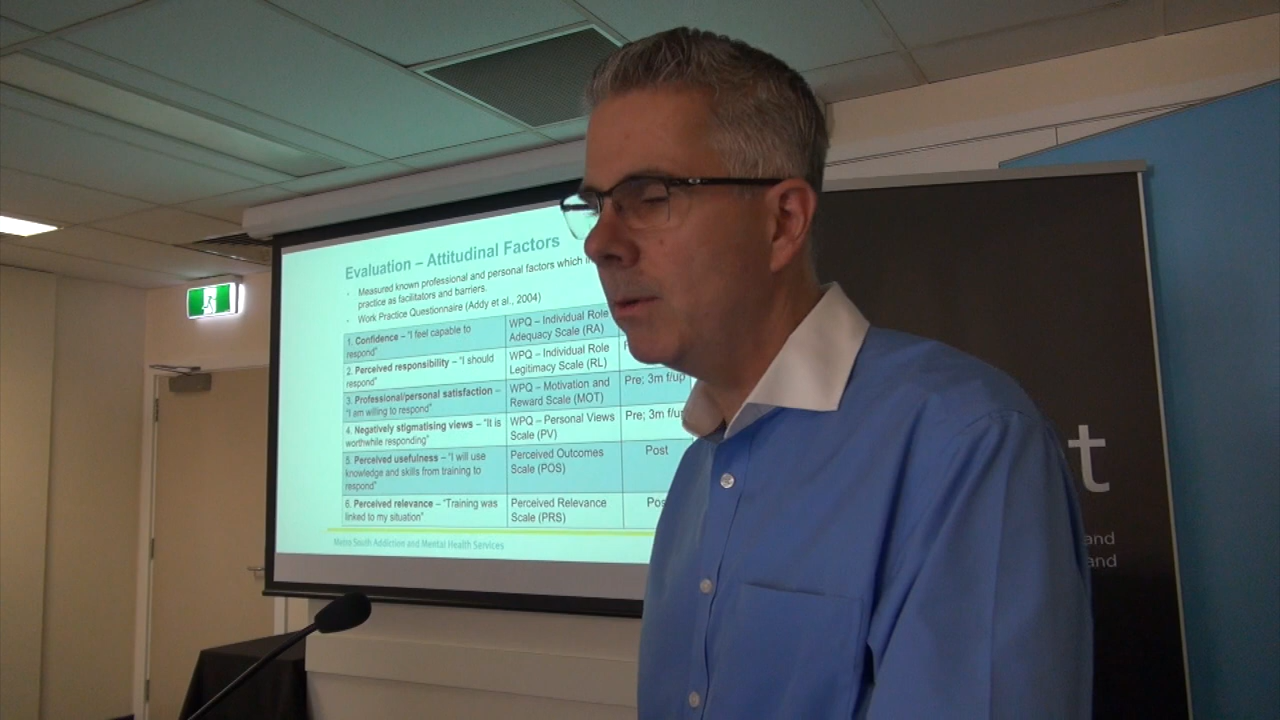 Evaluation – Attitudinal Factors
Measured known professional and personal factors which
practice as facilitators and barriers.
Work Practice Questionnaire (Addy et al., 2004)
1. Confidence – "I feel capable to
respond"
WPQ – Individual Role
Adequacy Scale (RA)
2. Perceived responsibility – "I should
respond"
WPQ – Individual Role
Legitimacy Scale (RL)
3. Professional/personal satisfaction –
"I am willing to respond"
WPQ – Motivation and
Reward Scale (MOT)
Pre; 3m f/up
4. Negatively stigmatising views – "It is
worthwhile responding"
WPQ – Personal Views
Scale (PV)
Pre; 3m f/up
5. Perceived usefulness – "I will use
knowledge and skills from training to
respond"
Perceived Outcomes
Scale (POS)
Post
6. Perceived relevance – "Training was
linked to my situation"
Perceived Relevance
Scale (PRS)
Pos
Metro South Addiction and Mental Health Services
t
and
and